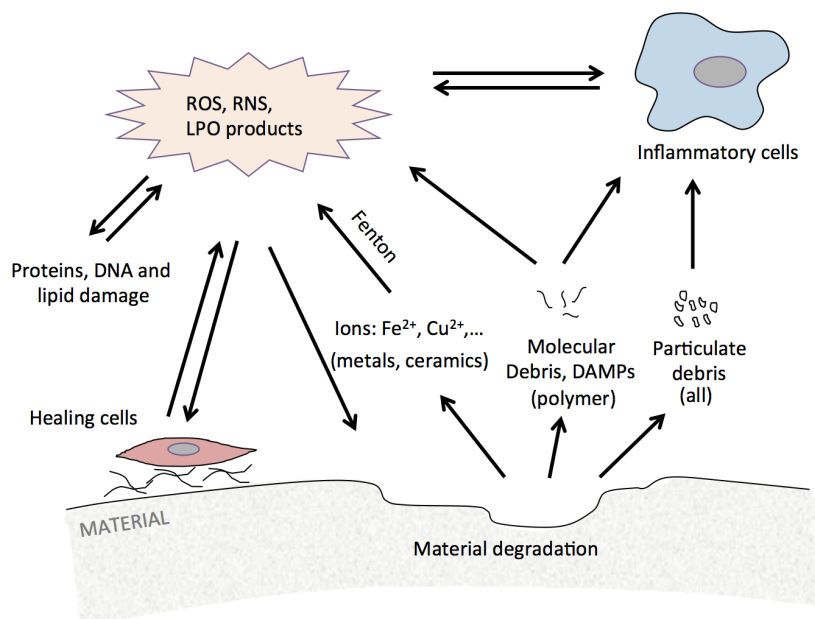 ROS, RNS,
LPO products
Inflammatory cells
Fenton
Proteins, DNA and
lipid damage
Ions: Fe²⁺, Cu²⁺,...
(metals, ceramics)
Molecular
Debris, DAMPs
(polymer)
Particulate
debris
(all)
Healing cells
MATERIAL
Material degradation